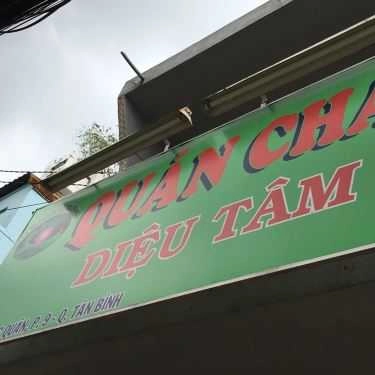 QUÁN CHA
DIỆU TÂM
QUÂN, P. 9 - Q. TÂN BÌNH